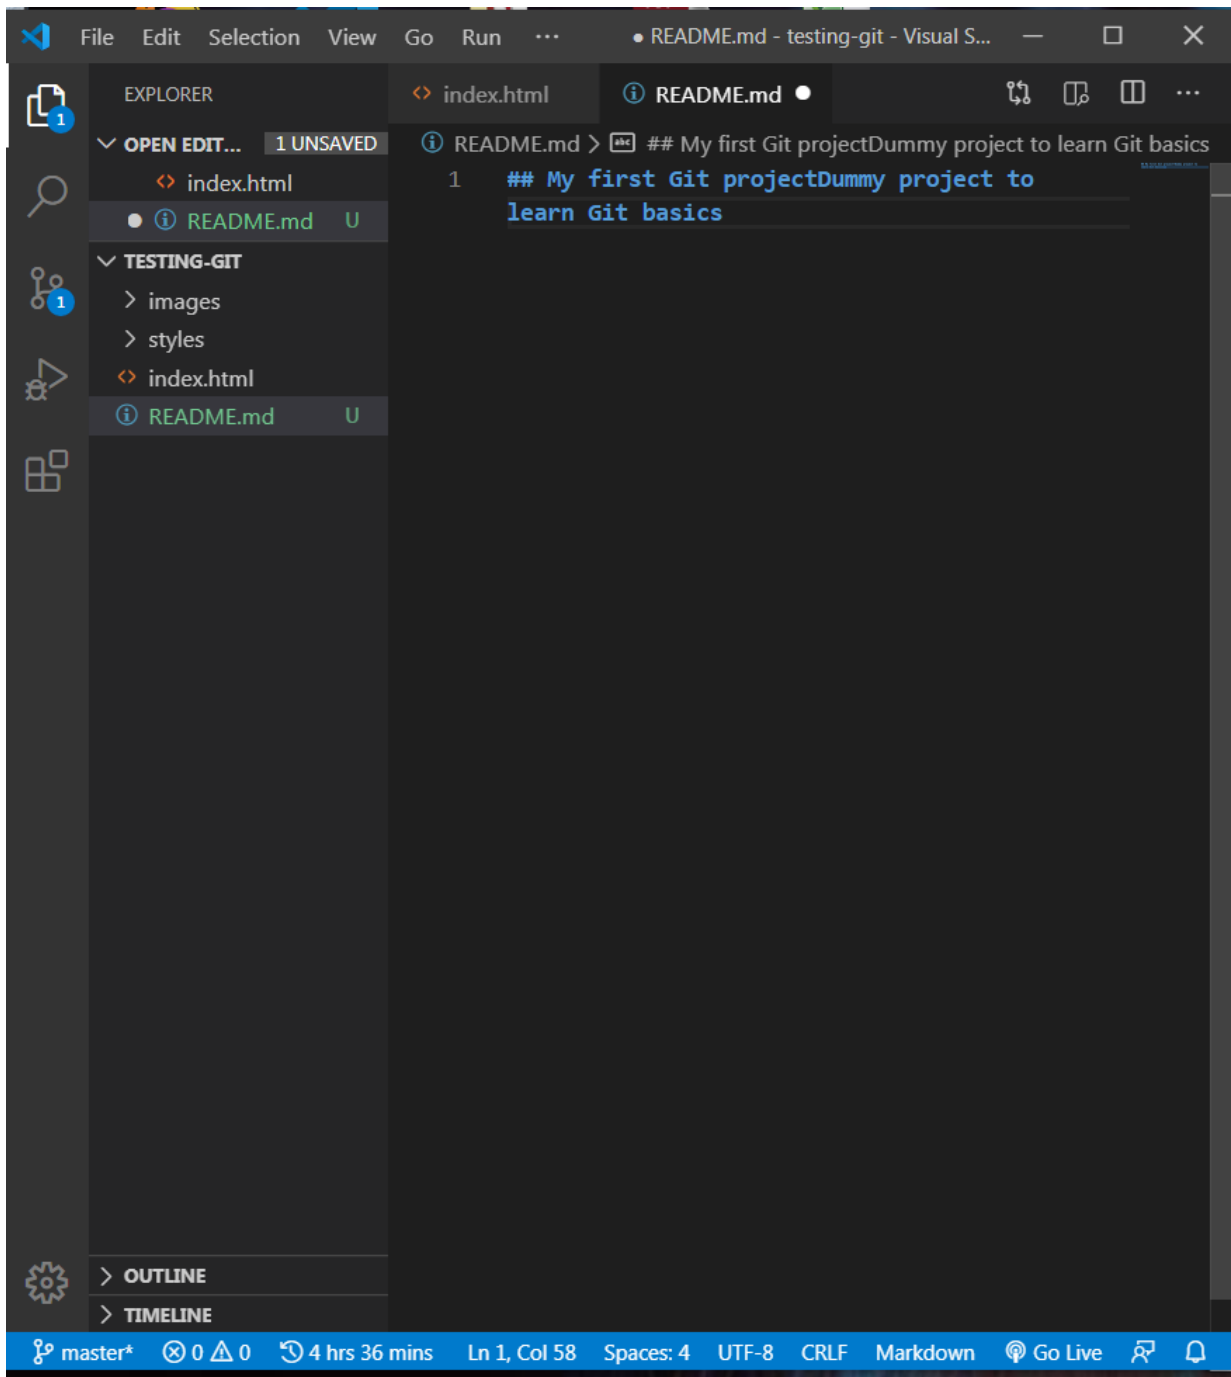 File Edit Selection View Go Run ··· ● README.md - testing-git - Visual S...
EXPLORER
index.html
README.md
OPEN EDIT... 1 UNSAVED
README.md > ## My first Git projectDummy project to learn Git basics
index.html
README.md U
1 ## My first Git projectDummy project to
learn Git basics
TESTING-GIT
images
styles
index.html
README.md U
1
1
OUTLINE
TIMELINE
master* 0 0 4 hrs 36 mins Ln 1, Col 58 Spaces: 4 UTF-8 CRLF Markdown Go Live